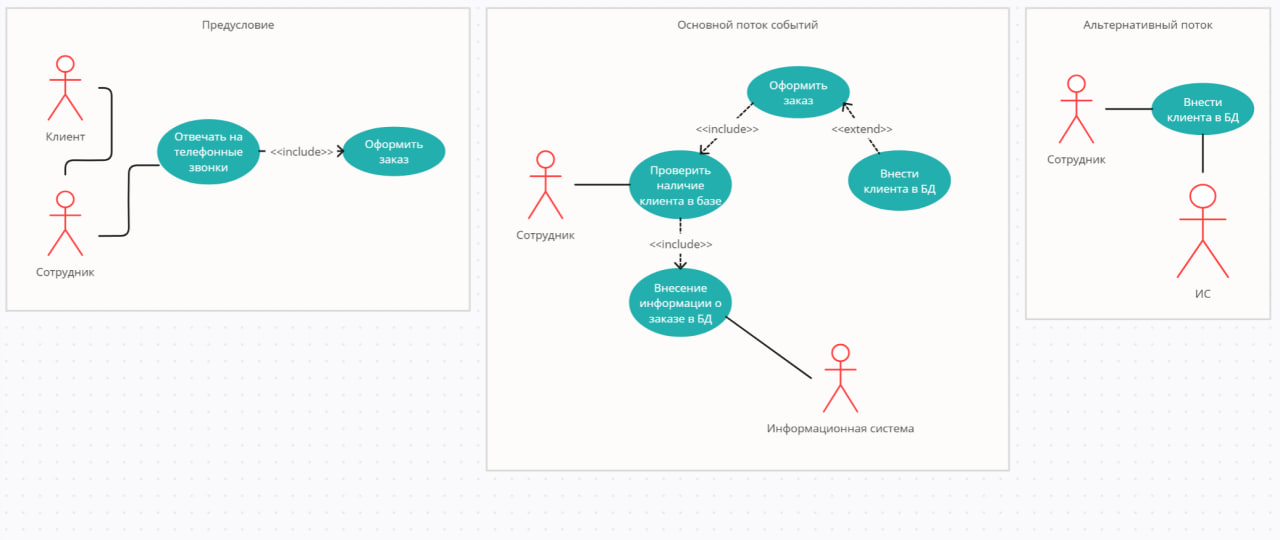 Предусловие
Клиент
Сотрудник
Отвечать на
телефонные
звонки
<<include>>
Оформить
заказ
Основной поток событий
Оформить
заказ
<<include>>
<<extend>>
Сотрудник
Проверить
наличие
клиента в базе
Внести
клиента в БД
<<include>>
Внесение
информации о
заказе в БД
Информационная система
Альтернативный поток
Сотрудник
Внести
клиента в БД
ИС